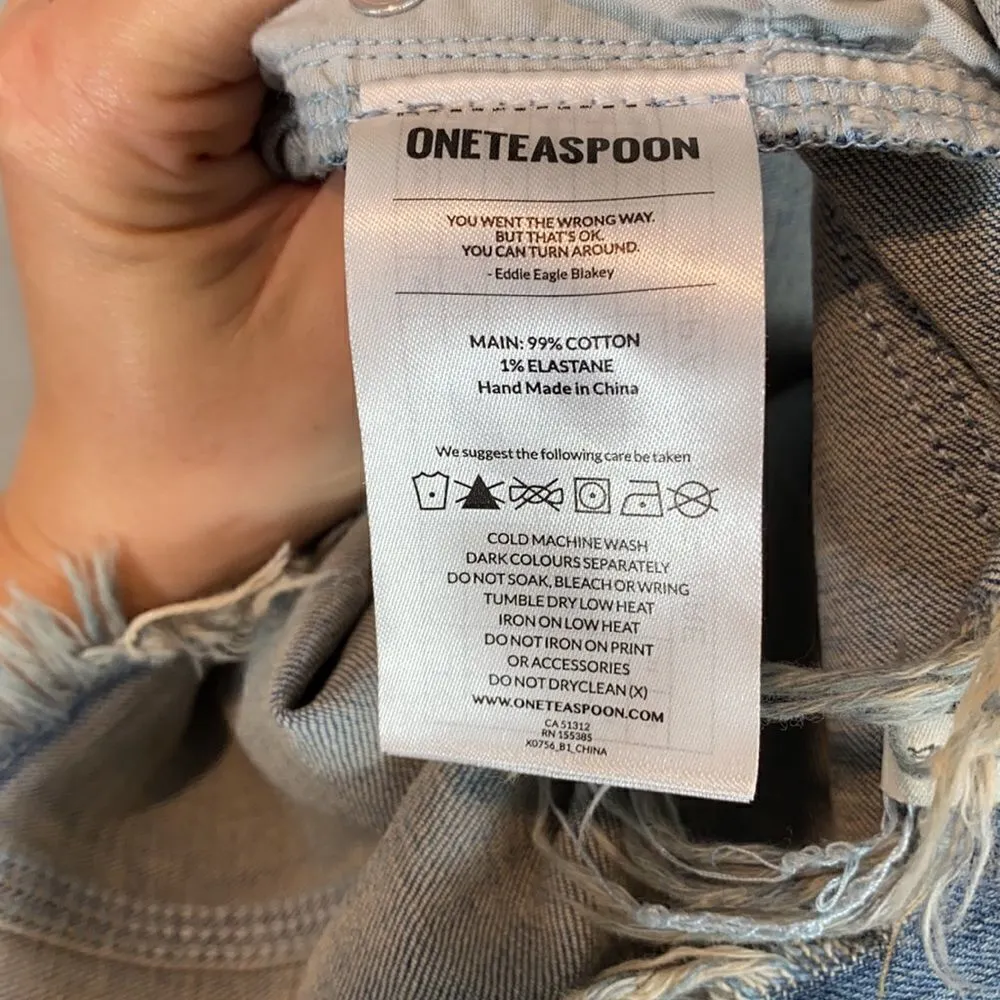 ONETEASPOON
YOU WENT THE WRONG WAY.
BUT THAT'S OK.
YOU CAN TURN AROUND.
- Eddie Eagle Blakey
MAIN: 99% COTTON
1% ELASTANE
Hand Made in China
We suggest the following care be taken
COLD MACHINE WASH
DARK COLOURS SEPARATELY
DO NOT SOAK, BLEACH OR WRING
TUMBLE DRY LOW HEAT
IRON ON LOW HEAT
DO NOT IRON ON PRINT
OR ACCESSORIES
DO NOT DRYCLEAN (X)
WWW.ONETEASPOON.COM
CA 51312
RN 155385
X0756_B1_CHINA